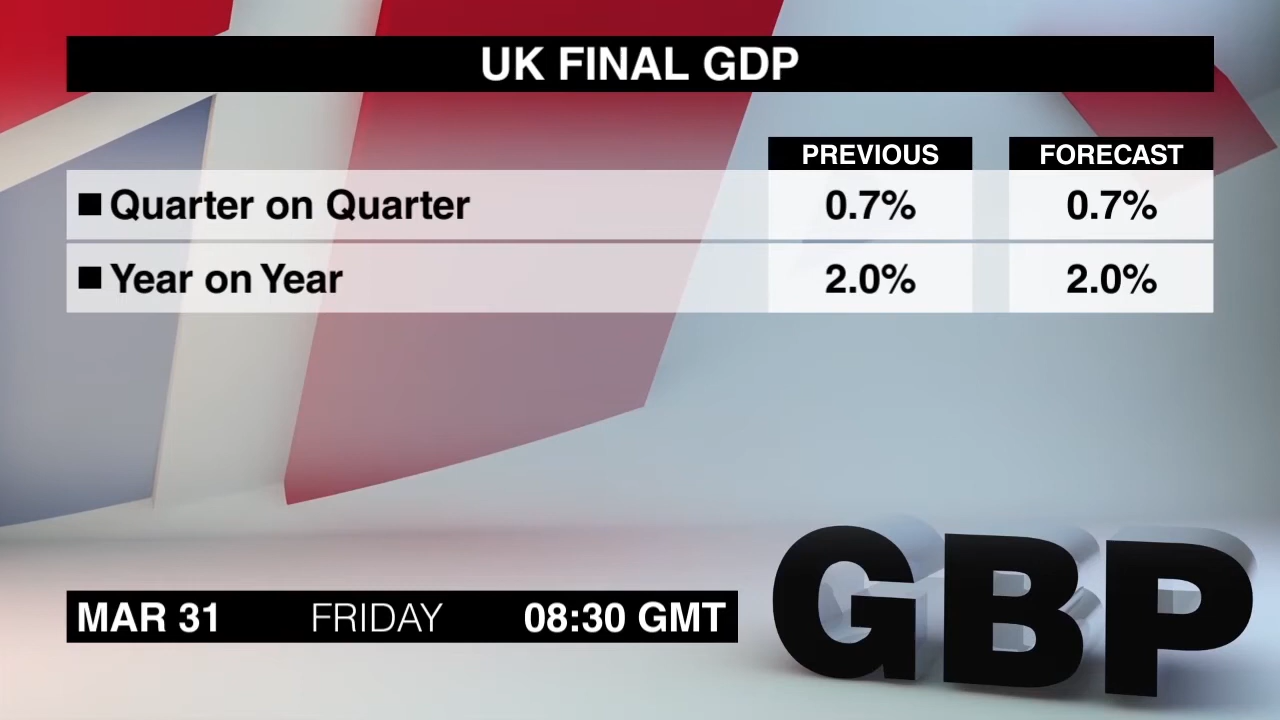 UK FINAL GDP
PREVIOUS FORECAST
■ Quarter on Quarter 0.7% 0.7%
■ Year on Year 2.0% 2.0%
MAR 31 FRIDAY 08:30 GMT
GBP